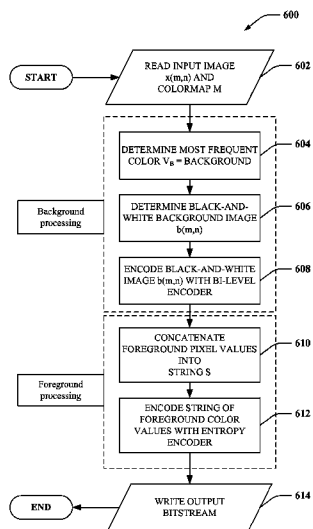 600
START
READ INPUT IMAGE
x(m,n) AND
COLORMAP M
602
DETERMINE MOST FREQUENT
COLOR V_B = BACKGROUND
604
Background
processing
DETERMINE BLACK-AND-
WHITE BACKGROUND IMAGE
b(m,n)
606
ENCODE BLACK-AND-WHITE
IMAGE b(m,n) WITH BI-LEVEL
ENCODER
608
CONCATENATE
FOREGROUND PIXEL VALUES
INTO
STRING S
610
Foreground
processing
ENCODE STRING OF
FOREGROUND COLOR
VALUES WITH ENTROPY
ENCODER
612
END
WRITE OUTPUT
BITSTREAM
614